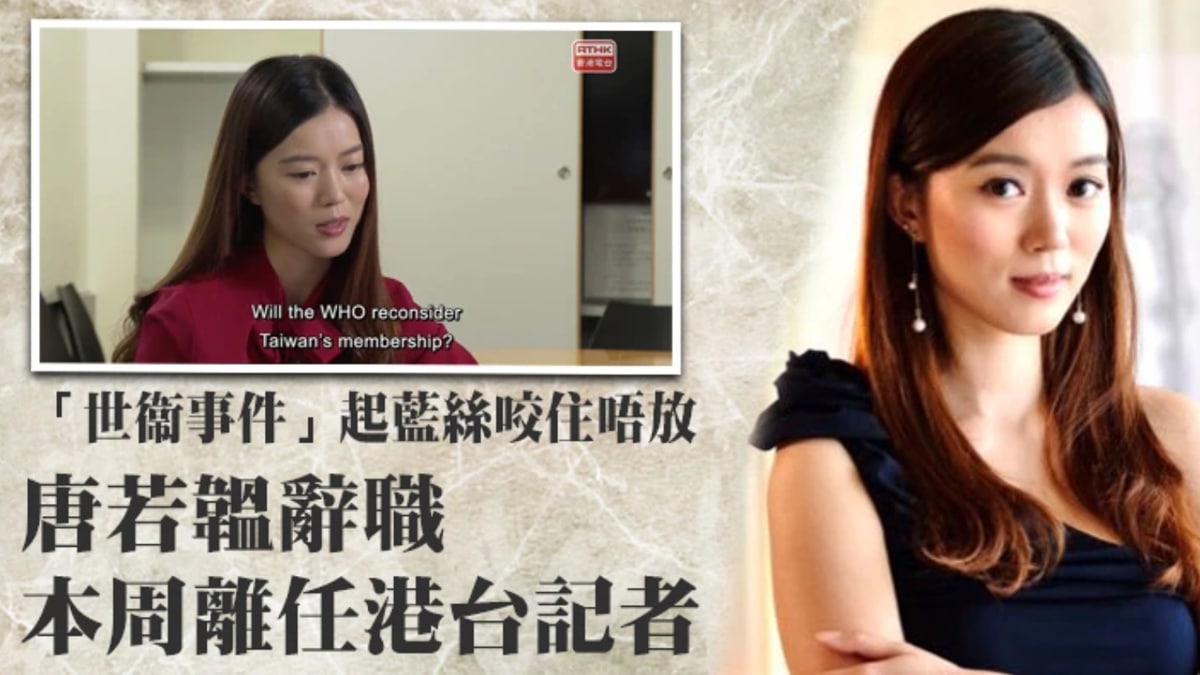 RTHK
香港電台
Will the WHO reconsider
Taiwan's membership?
「世衞事件」起藍絲咬住唔放
唐若韞辭職
本周離任港台記者